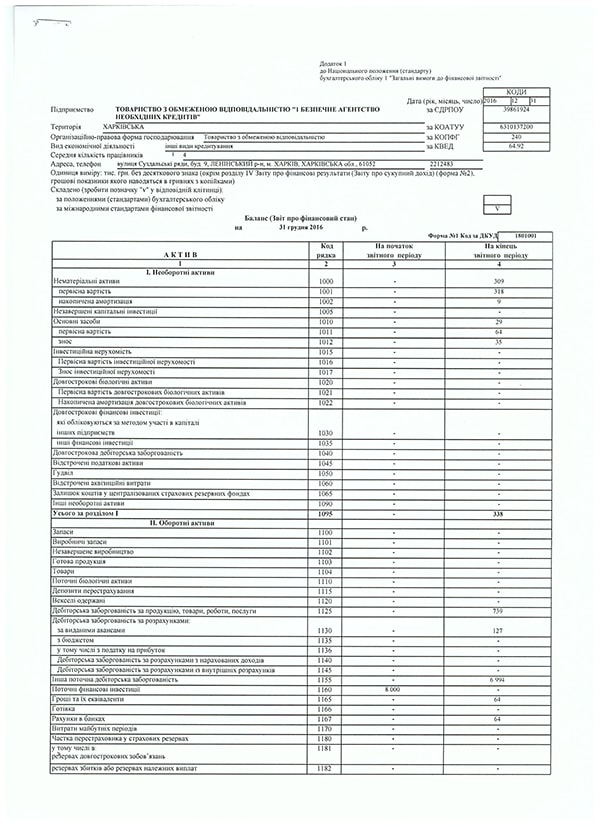 Додаток 1
до Національного положення (стандарту)
бухгалтерського обліку 1 "Загальні вимоги до фінансової звітності"
КОДИ
Дата (рік, місяць, число) 2016 12 31
Підприємство ТОВАРИСТВО З ОБМЕЖЕНОЮ ВІДПОВІДАЛЬНІСТЮ "1 БЕЗПЕЧНЕ АГЕНТСТВО за ЄДРПОУ 39861924
НЕОБХІДНИХ КРЕДИТІВ"
Територія ХАРКІВСЬКА за КОАТУУ 6310137200
Організаційно-правова форма господарювання Товариство з обмеженою відповідальністю за КОПФГ 240
Вид економічної діяльності інші види кредитування за КВЕД 64.92
Середня кількість працівників 1 4
Адреса, телефон вулиця Суздальскі ряди, буд. 9, ЛЕНІНСЬКИЙ р-н, м. ХАРКІВ, ХАРКІВСЬКА обл., 61052 2212483
Одиниця виміру: тис. грн. без десяткового знака (окрім розділу IV Звіту про фінансові результати (Звіту про сукупний дохід) (форма №2),
грошові показники якого наводяться в гривнях з копійками)
Складено (зробити позначку "v" у відповідній клітинці):
за положеннями (стандартами) бухгалтерського обліку
за міжнародними стандартами фінансової звітності V
Баланс (Звіт про фінансовий стан)
на 31 грудня 2016 р.
Форма №1 Код за ДКУД 1801001
АКТИВ Код рядка На початок звітного періоду На кінець звітного періоду
1 2 3 4
I. Необоротні активи
Нематеріальні активи 1000 - 309
первісна вартість 1001 - 318
накопичена амортизація 1002 - 9
Незавершені капітальні інвестиції 1005 - -
Основні засоби 1010 - 29
первісна вартість 1011 - 64
знос 1012 - 35
Інвестиційна нерухомість 1015 - -
Первісна вартість інвестиційної нерухомості 1016 - -
Знос інвестиційної нерухомості 1017 - -
Довгострокові біологічні активи 1020 - -
Первісна вартість довгострокових біологічних активів 1021 - -
Накопичена амортизація довгострокових біологічних активів 1022 - -
Довгострокові фінансові інвестиції:
які обліковуються за методом участі в капіталі
інших підприємств 1030 - -
інші фінансові інвестиції 1035 - -
Довгострокова дебіторська заборгованість 1040 - -
Відстрочені податкові активи 1045 - -
Гудвіл 1050 - -
Відстрочені аквізиційні витрати 1060 - -
Залишок коштів у централізованих страхових резервних фондах 1065 - -
Інші необоротні активи 1090 - -
Усього за розділом I 1095 - 338
II. Оборотні активи
Запаси 1100 - -
Виробничі запаси 1101 - -
Незавершене виробництво 1102 - -
Готова продукція 1103 - -
Товари 1104 - -
Поточні біологічні активи 1110 - -
Депозити перестрахування 1115 - -
Векселі одержані 1120 - -
Дебіторська заборгованість за продукцію, товари, роботи, послуги 1125 - 739
Дебіторська заборгованість за розрахунками:
за виданими авансами 1130 - 127
з бюджетом 1135 - -
у тому числі з податку на прибуток 1136 - -
Дебіторська заборгованість за розрахунками з нарахованих доходів 1140 - -
Дебіторська заборгованість за розрахунками із внутрішніх розрахунків 1145 - -
Інша поточна дебіторська заборгованість 1155 - 6 994
Поточні фінансові інвестиції 1160 8 000 -
Гроші та їх еквіваленти 1165 - 64
Готівка 1166 - -
Рахунки в банках 1167 - 64
Витрати майбутніх періодів 1170 - -
Частка перестраховика у страхових резервах 1180 - -
у тому числі в: 1181 - -
резервах довгострокових зобов'язань
резервах збитків або резервах належних виплат 1182 - -